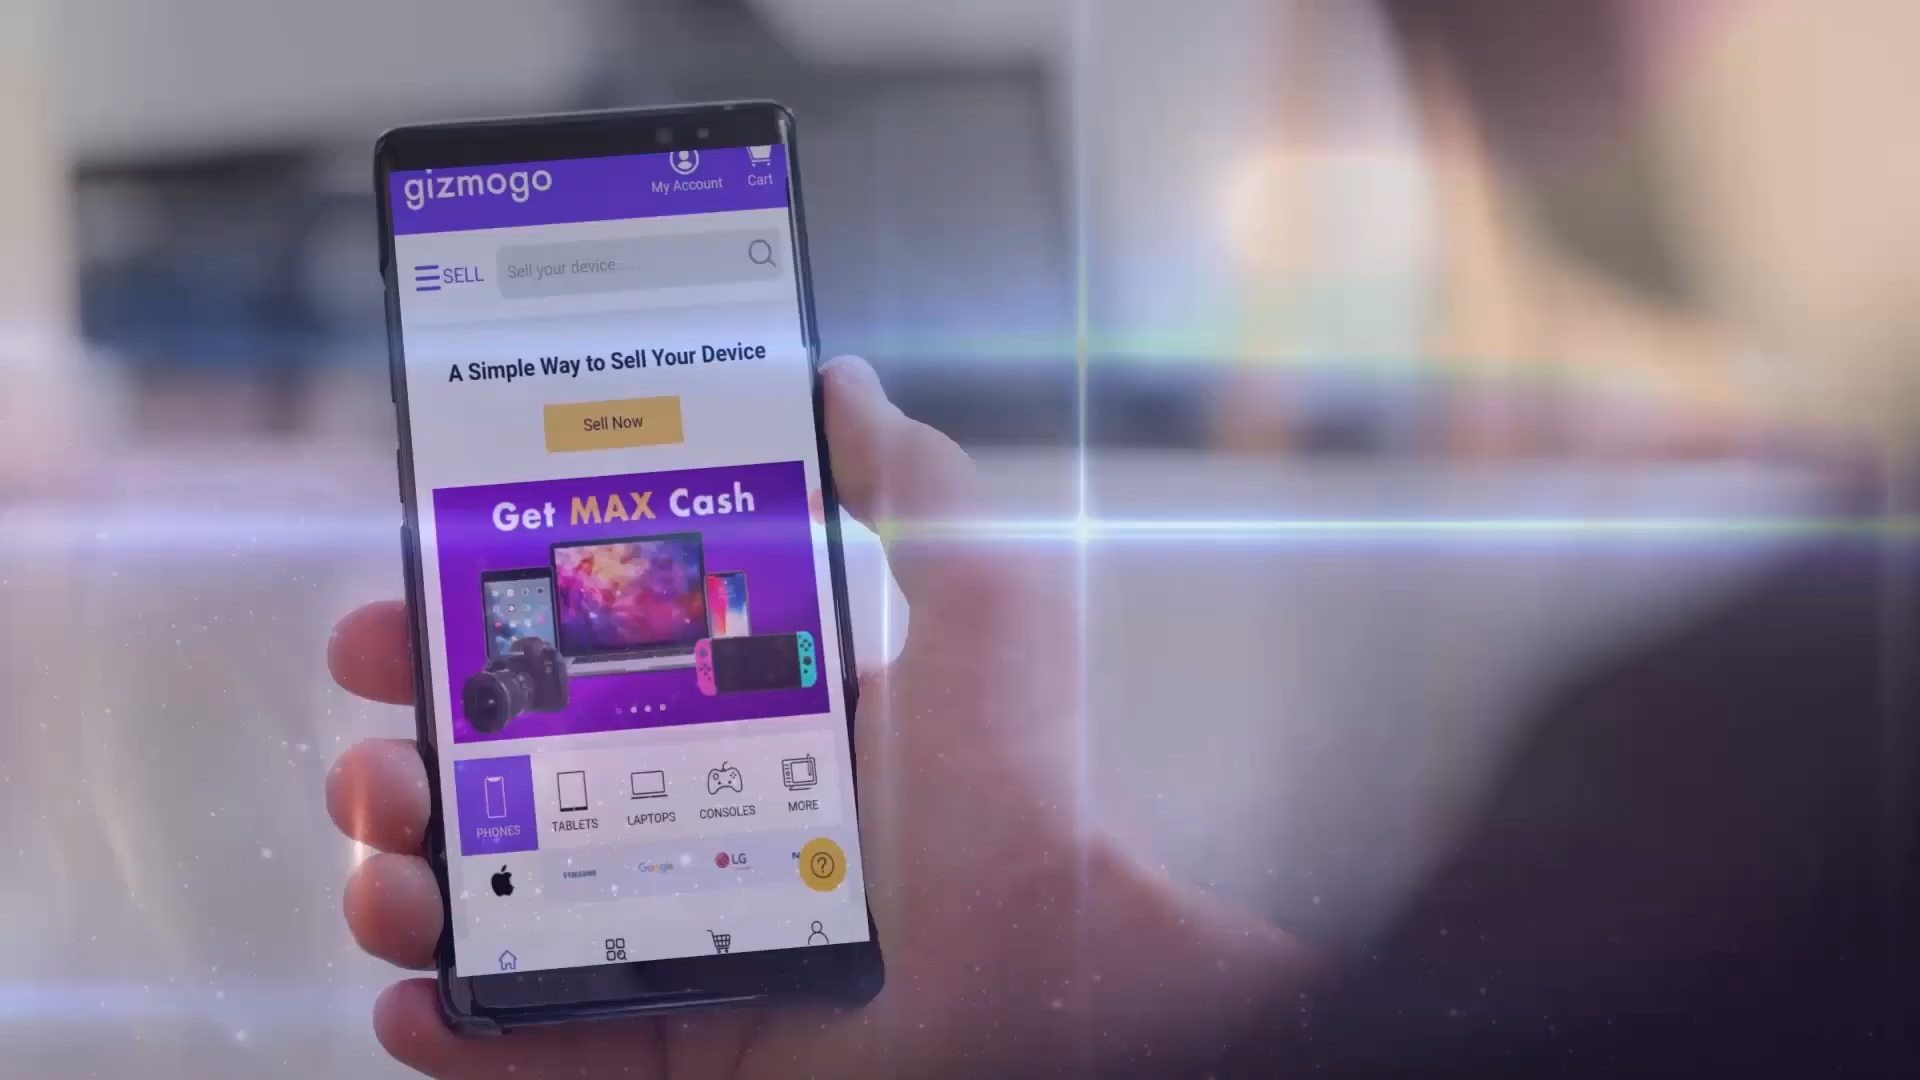 gizmogo
My Account
Cart
SELL
Sell your device......
A Simple Way to Sell Your Device
Sell Now
Get MAX Cash
PHONES
TABLETS
LAPTOPS
CONSOLES
MORE
SAMSUNG
Google
LG
?